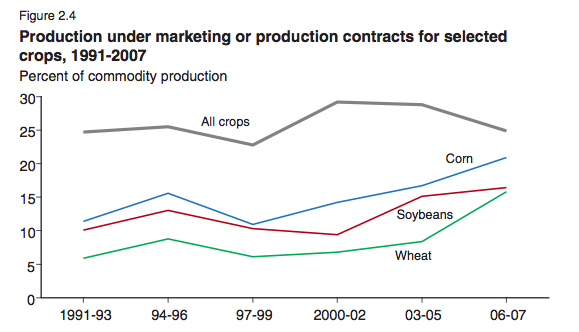 Figure 2.4
Production under marketing or production contracts for selected
crops, 1991-2007
Percent of commodity production
30
25
20
15
10
5
0
All crops
Corn
Soybeans
Wheat
1991-93 94-96 97-99 2000-02 03-05 06-07